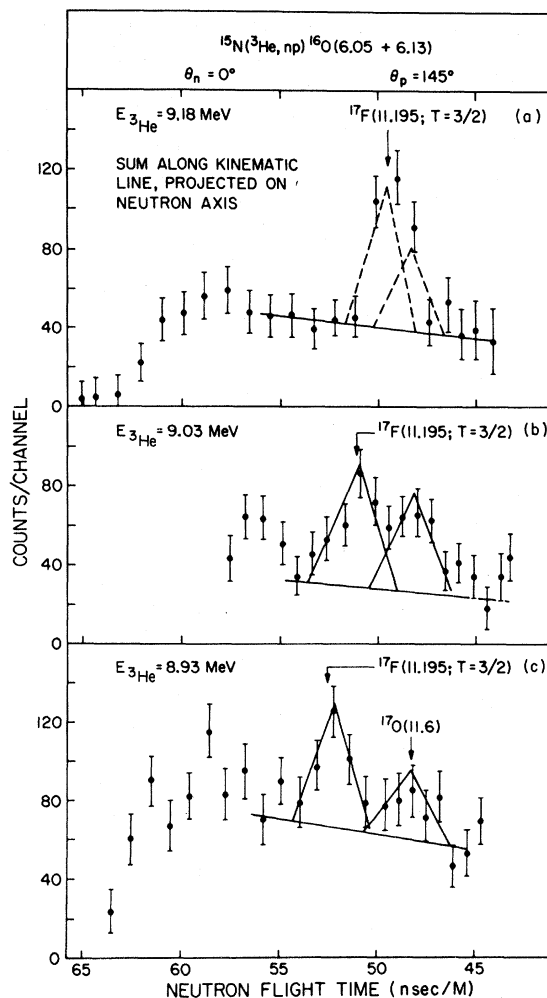 ¹⁵N(³He, np) ¹⁶O(6.05 + 6.13)
θn = 0° θp = 145°
E3He = 9.18 MeV
¹⁷F(11.195; T=3/2) (a)
SUM ALONG KINEMATIC
LINE, PROJECTED ON
NEUTRON AXIS
120
80
40
0
E3He = 9.03 MeV
¹⁷F(11.195; T=3/2) (b)
100
60
20
0
E3He = 8.93 MeV
¹⁷F(11.195; T=3/2) (c)
¹⁷O(11.6)
120
80
40
0
COUNTS/CHANNEL
65 60 55 50 45
NEUTRON FLIGHT TIME (nsec/M)